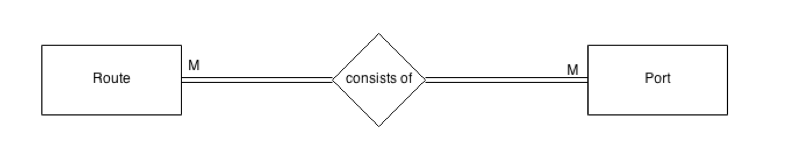 Route
M
consists of
M
Port